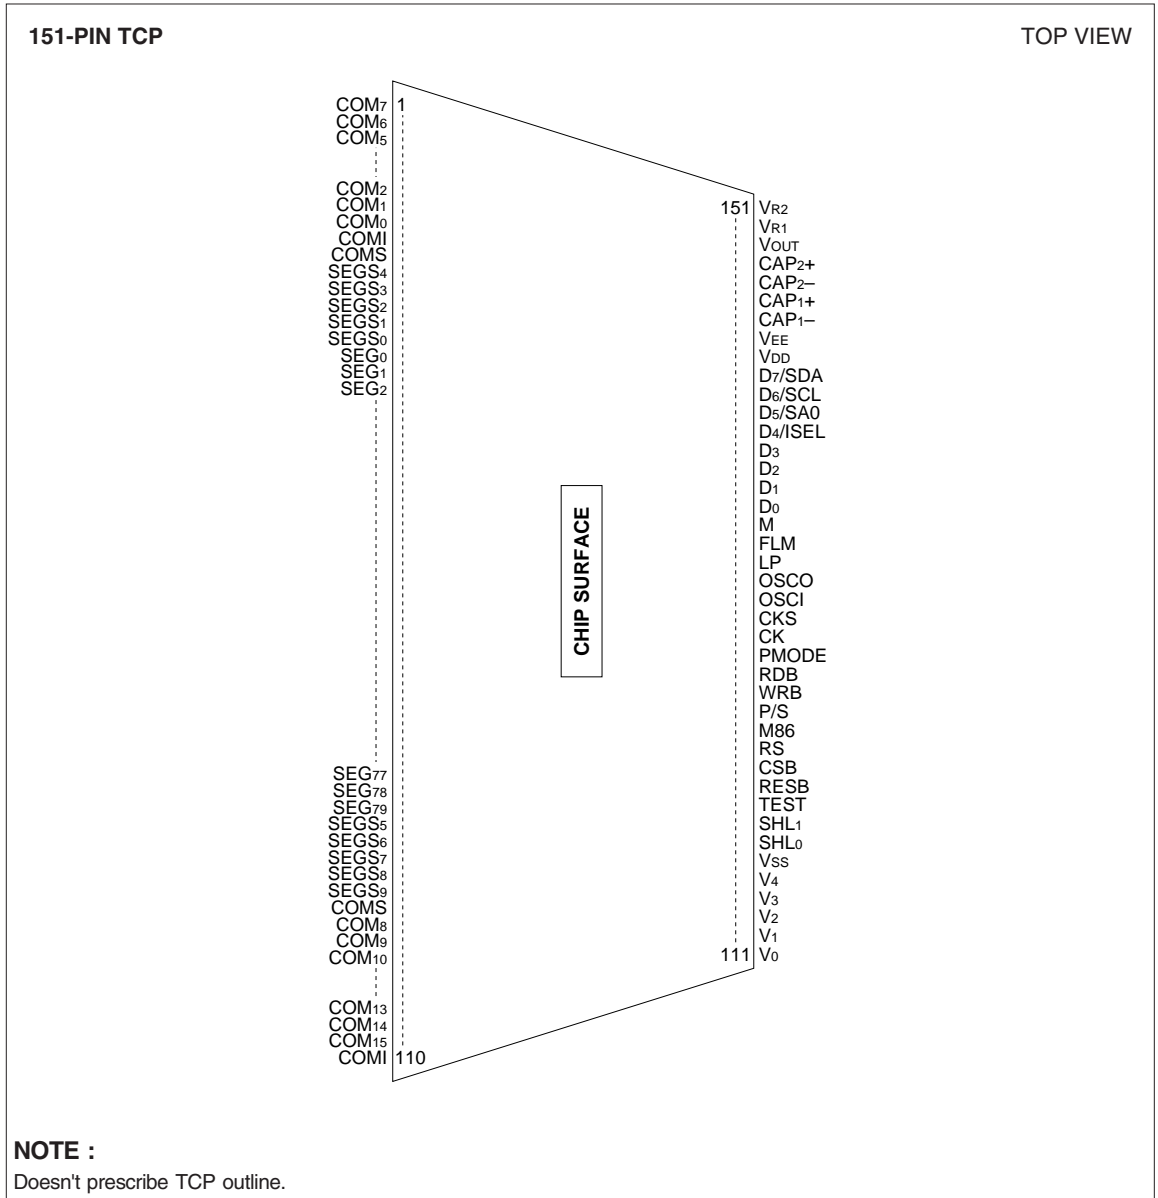 151-PIN TCP
TOP VIEW
COM7 1
COM6
COM5
COM2
COM1
COM0
COMI
COMS
SEGS4
SEGS3
SEGS2
SEGS1
SEGS0
SEG0
SEG1
SEG2
SEG77
SEG78
SEG79
SEGS5
SEGS6
SEGS7
SEGS8
SEGS9
COMS
COM8
COM9
COM10
COM13
COM14
COM15
COMI 110
CHIP SURFACE
151 VR2
VR1
VOUT
CAP2+
CAP2–
CAP1+
CAP1–
VEE
VDD
D7/SDA
D6/SCL
D5/SA0
D4/ISEL
D3
D2
D1
D0
M
FLM
LP
OSCO
OSCI
CKS
CK
PMODE
RDB
WRB
P/S
M86
RS
CSB
RESB
TEST
SHL1
SHL0
VSS
V4
V3
V2
V1
111 V0
NOTE :
Doesn't prescribe TCP outline.